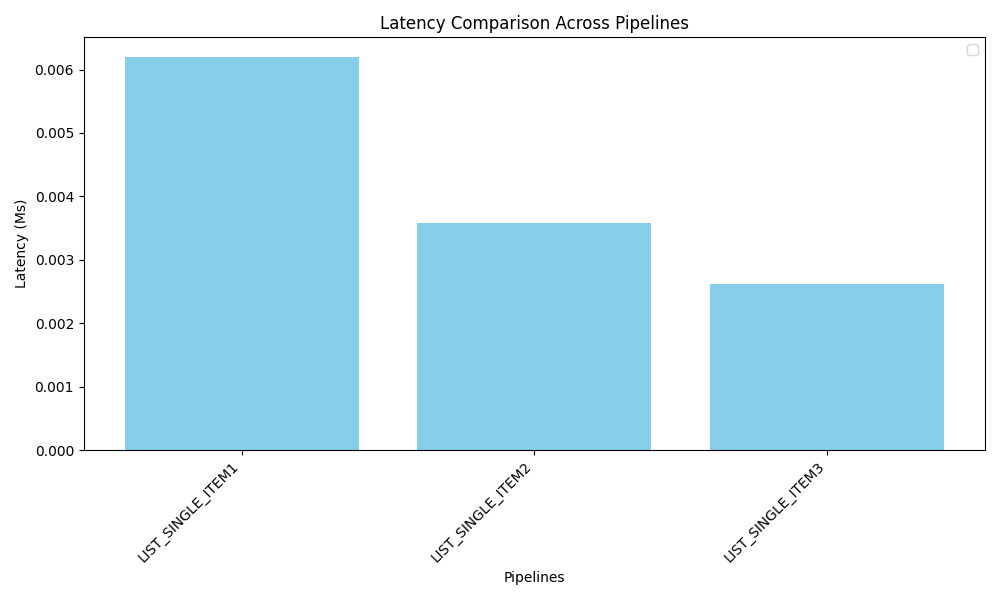 Latency Comparison Across Pipelines
Latency (Ms)
0.006
0.005
0.004
0.003
0.002
0.001
0.000
LIST_SINGLE_ITEM1
LIST_SINGLE_ITEM2
LIST_SINGLE_ITEM3
Pipelines